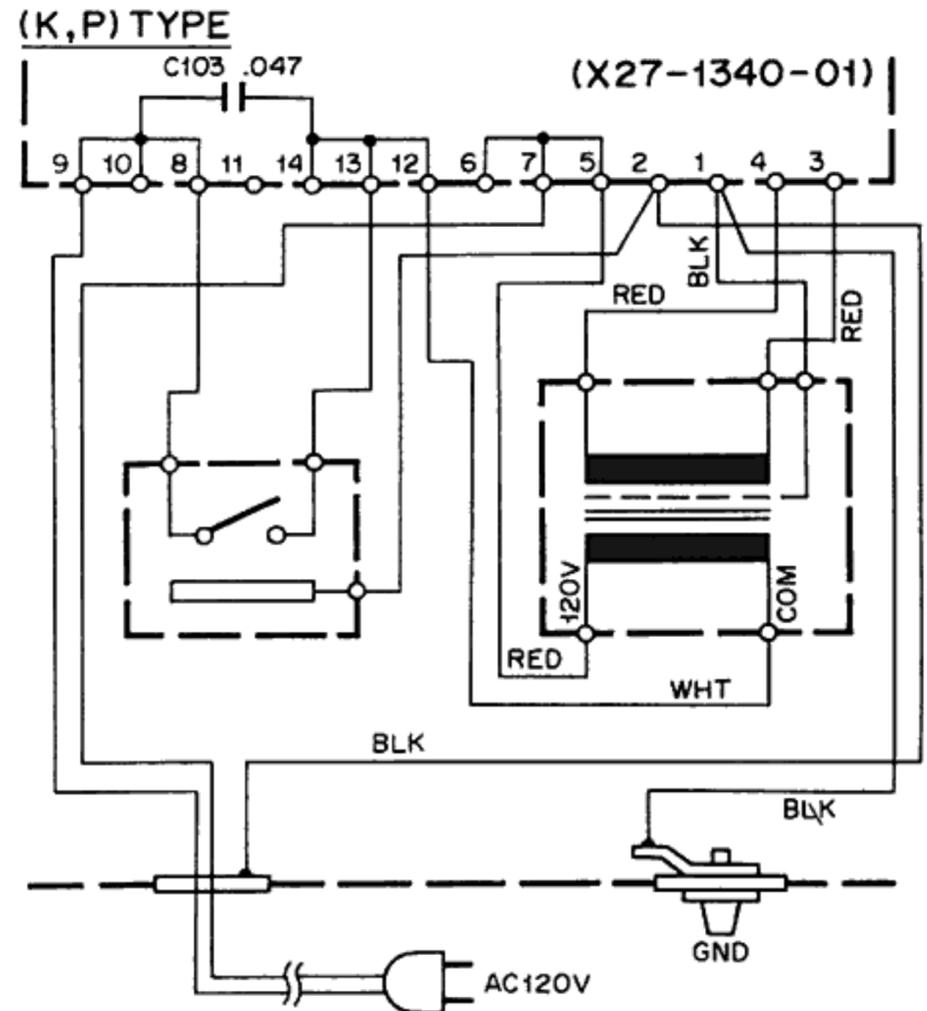 (K,P) TYPE
C103 .047
(X27-1340-01)
9 10 8 11 14 13 12 6 7 5 2 1 4 3
BLK
RED
RED
120V
COM
RED
WHT
BLK
BLK
GND
AC120V